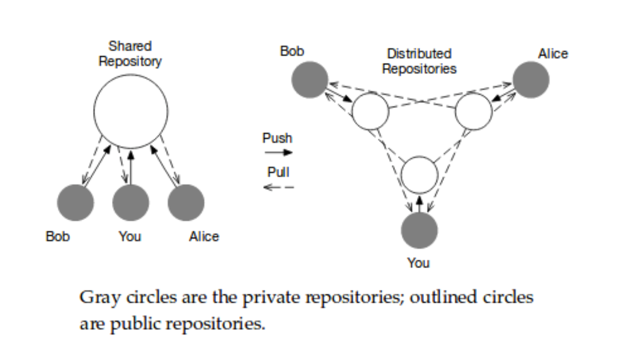 Shared
Repository
Bob
You
Alice
Push
Pull
Bob
Distributed
Repositories
Alice
You
Gray circles are the private repositories; outlined circles
are public repositories.